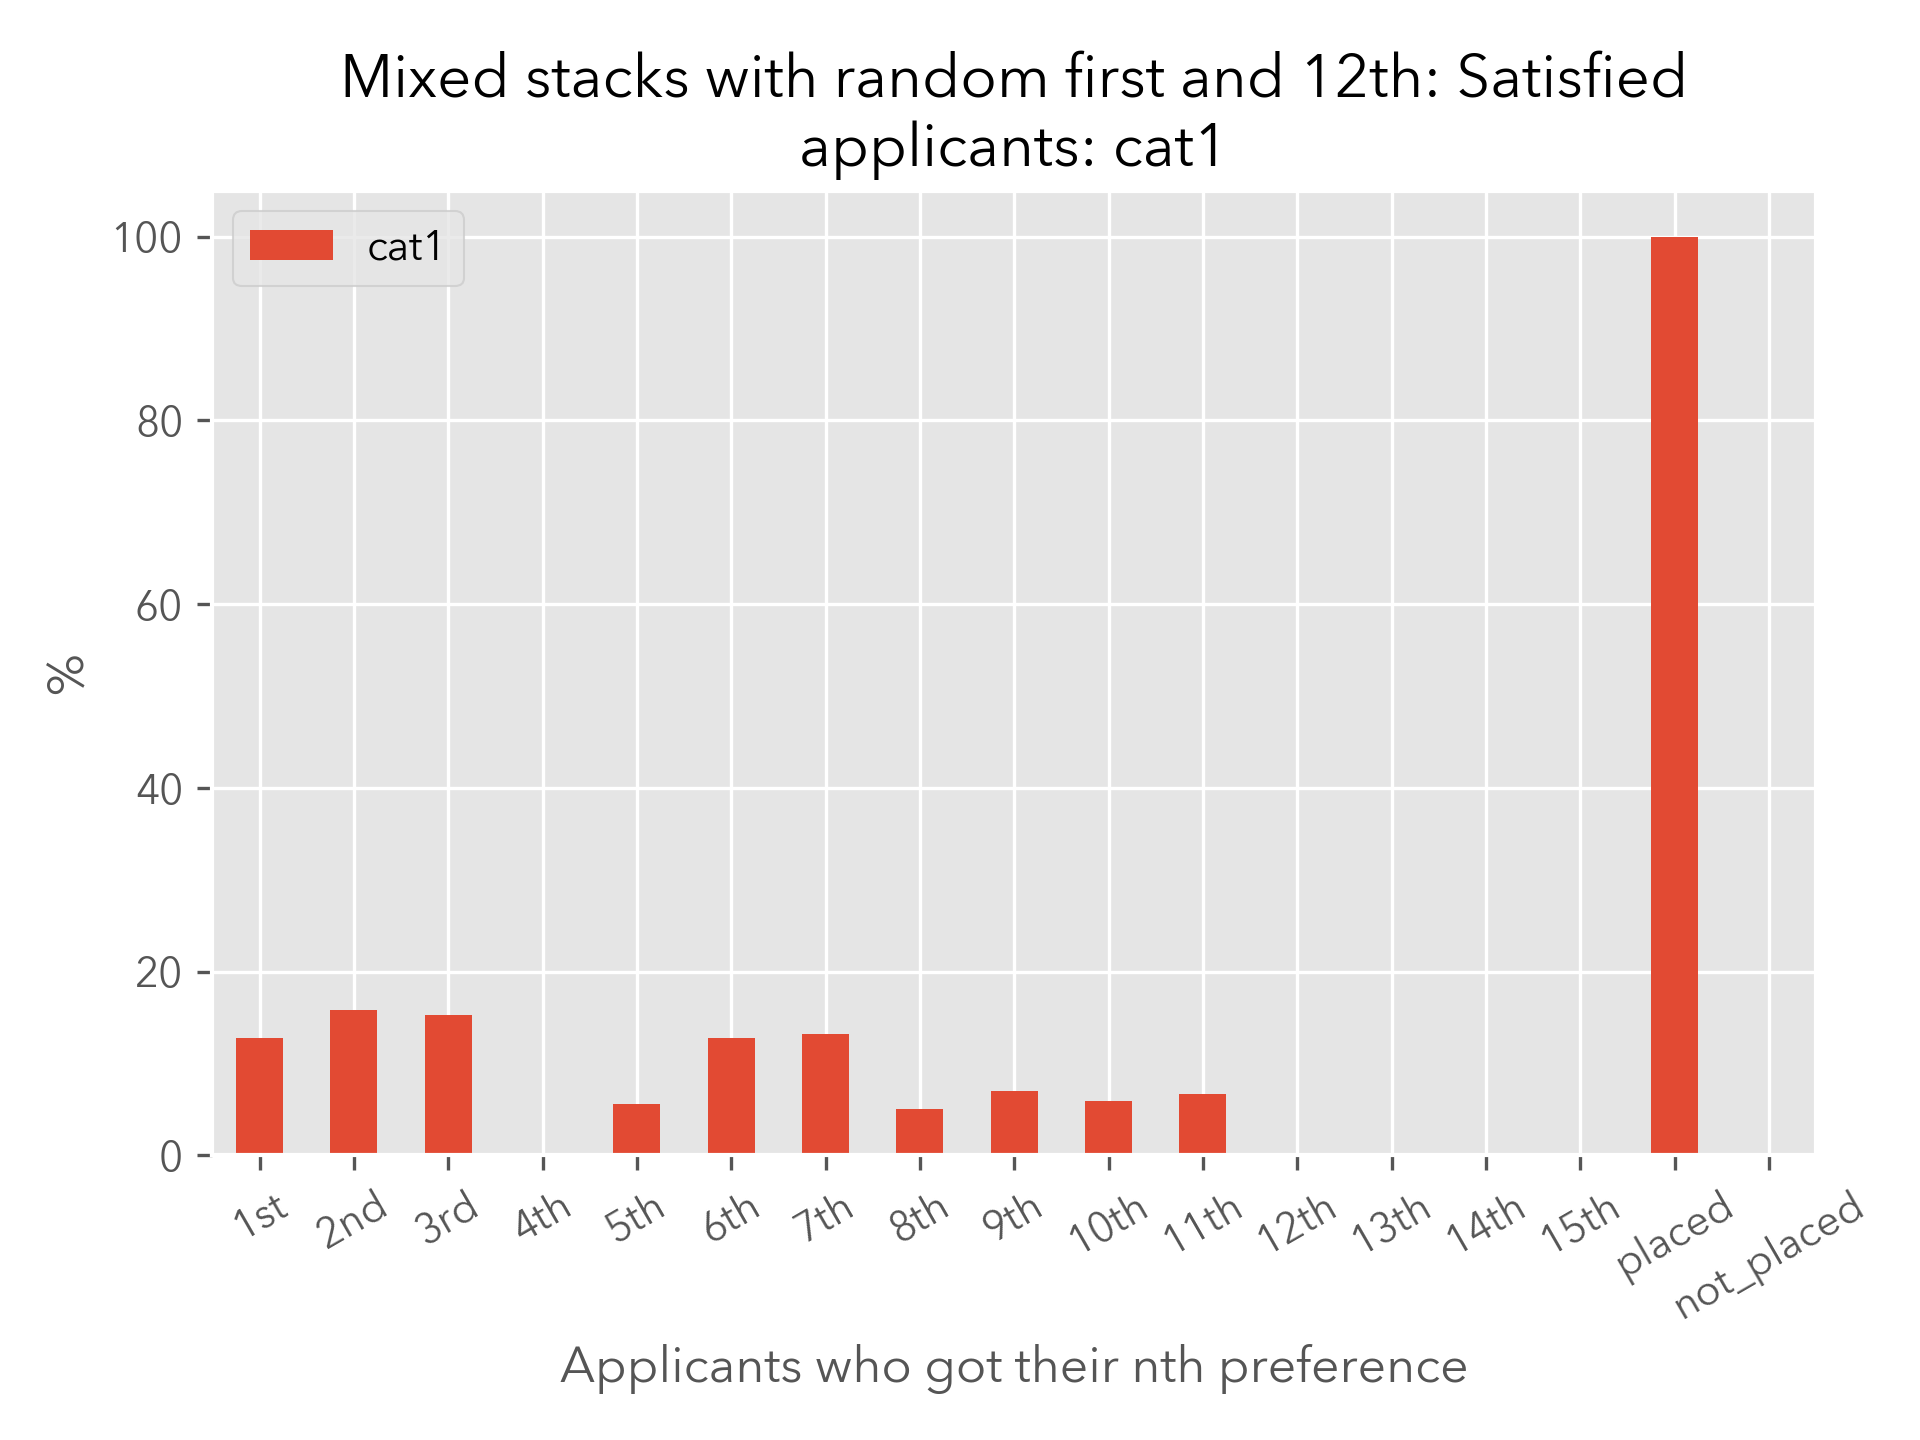 Mixed stacks with random first and 12th: Satisfied
applicants: cat1
cat1
100
80
60
40
20
0
%
1st
2nd
3rd
4th
5th
6th
7th
8th
9th
10th
11th
12th
13th
14th
15th
placed
not_placed
Applicants who got their nth preference